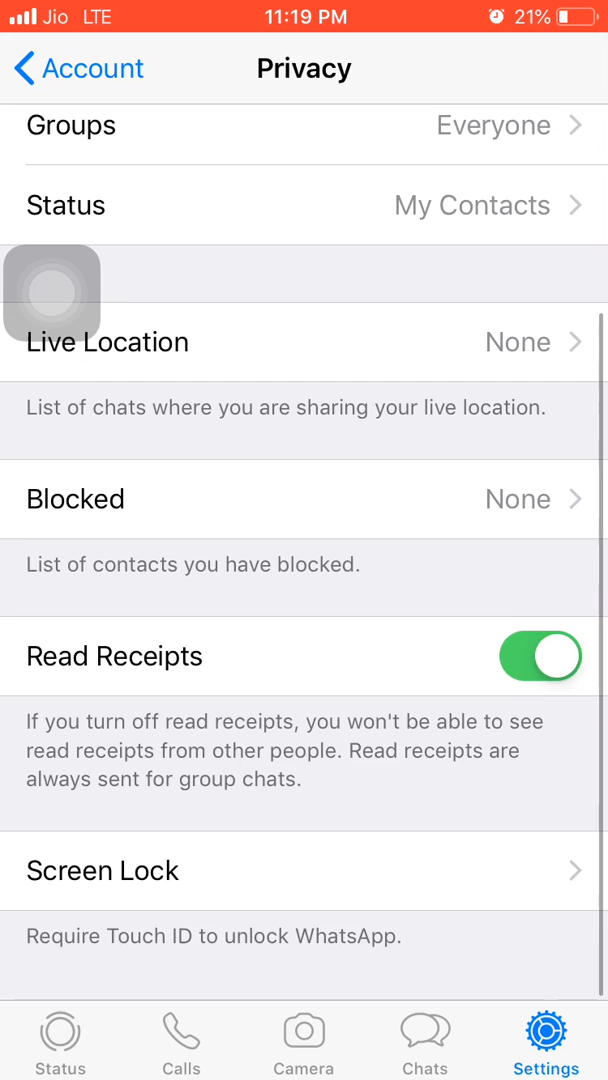 Jio LTE 11:19 PM 21%
Account Privacy
Groups Everyone
Status My Contacts
Live Location None
List of chats where you are sharing your live location.
Blocked None
List of contacts you have blocked.
Read Receipts
If you turn off read receipts, you won't be able to see
read receipts from other people. Read receipts are
always sent for group chats.
Screen Lock
Require Touch ID to unlock WhatsApp.
Status Calls Camera Chats Settings